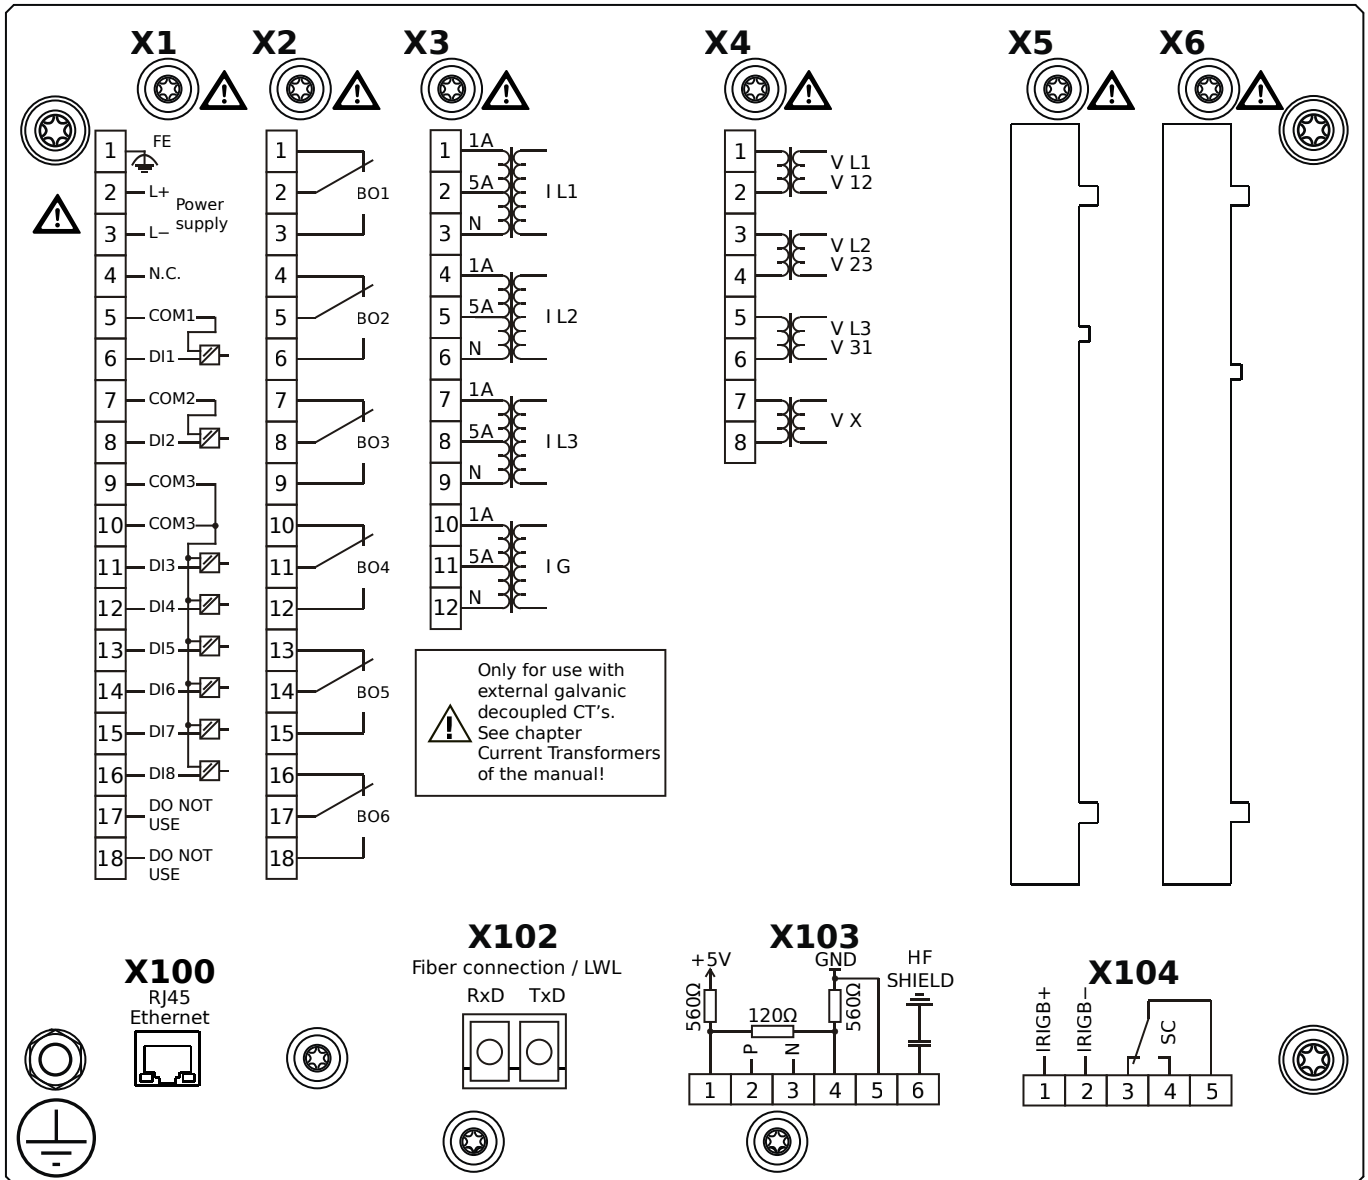 X1
X2
X3
X4
X5
X6
1 FE
2 L+
Power
supply
3 L−
4 N.C.
5 COM1
6 DI1
7 COM2
8 DI2
9 COM3
10 COM3
11 DI3
12 DI4
13 DI5
14 DI6
15 DI7
16 DI8
17 DO NOT
USE
18 DO NOT
USE
1
2 BO1
3
4
5 BO2
6
7
8 BO3
9
10
11 BO4
12
13
14 BO5
15
16
17 BO6
18
1 1A
2 5A I L1
3 N
4 1A
5 5A I L2
6 N
7 1A
8 5A I L3
9 N
10 1A
11 5A I G
12 N
Only for use with
external galvanic
decoupled CT's.
See chapter
Current Transformers
of the manual!
1 V L1
2 V 12
3 V L2
4 V 23
5 V L3
6 V 31
7 V X
8
X100
RJ45
Ethernet
X102
Fiber connection / LWL
RxD TxD
X103
+5V GND HF
SHIELD
560Ω 120Ω 560Ω
P N
1 2 3 4 5 6
X104
IRIGB+ IRIGB− SC
1 2 3 4 5